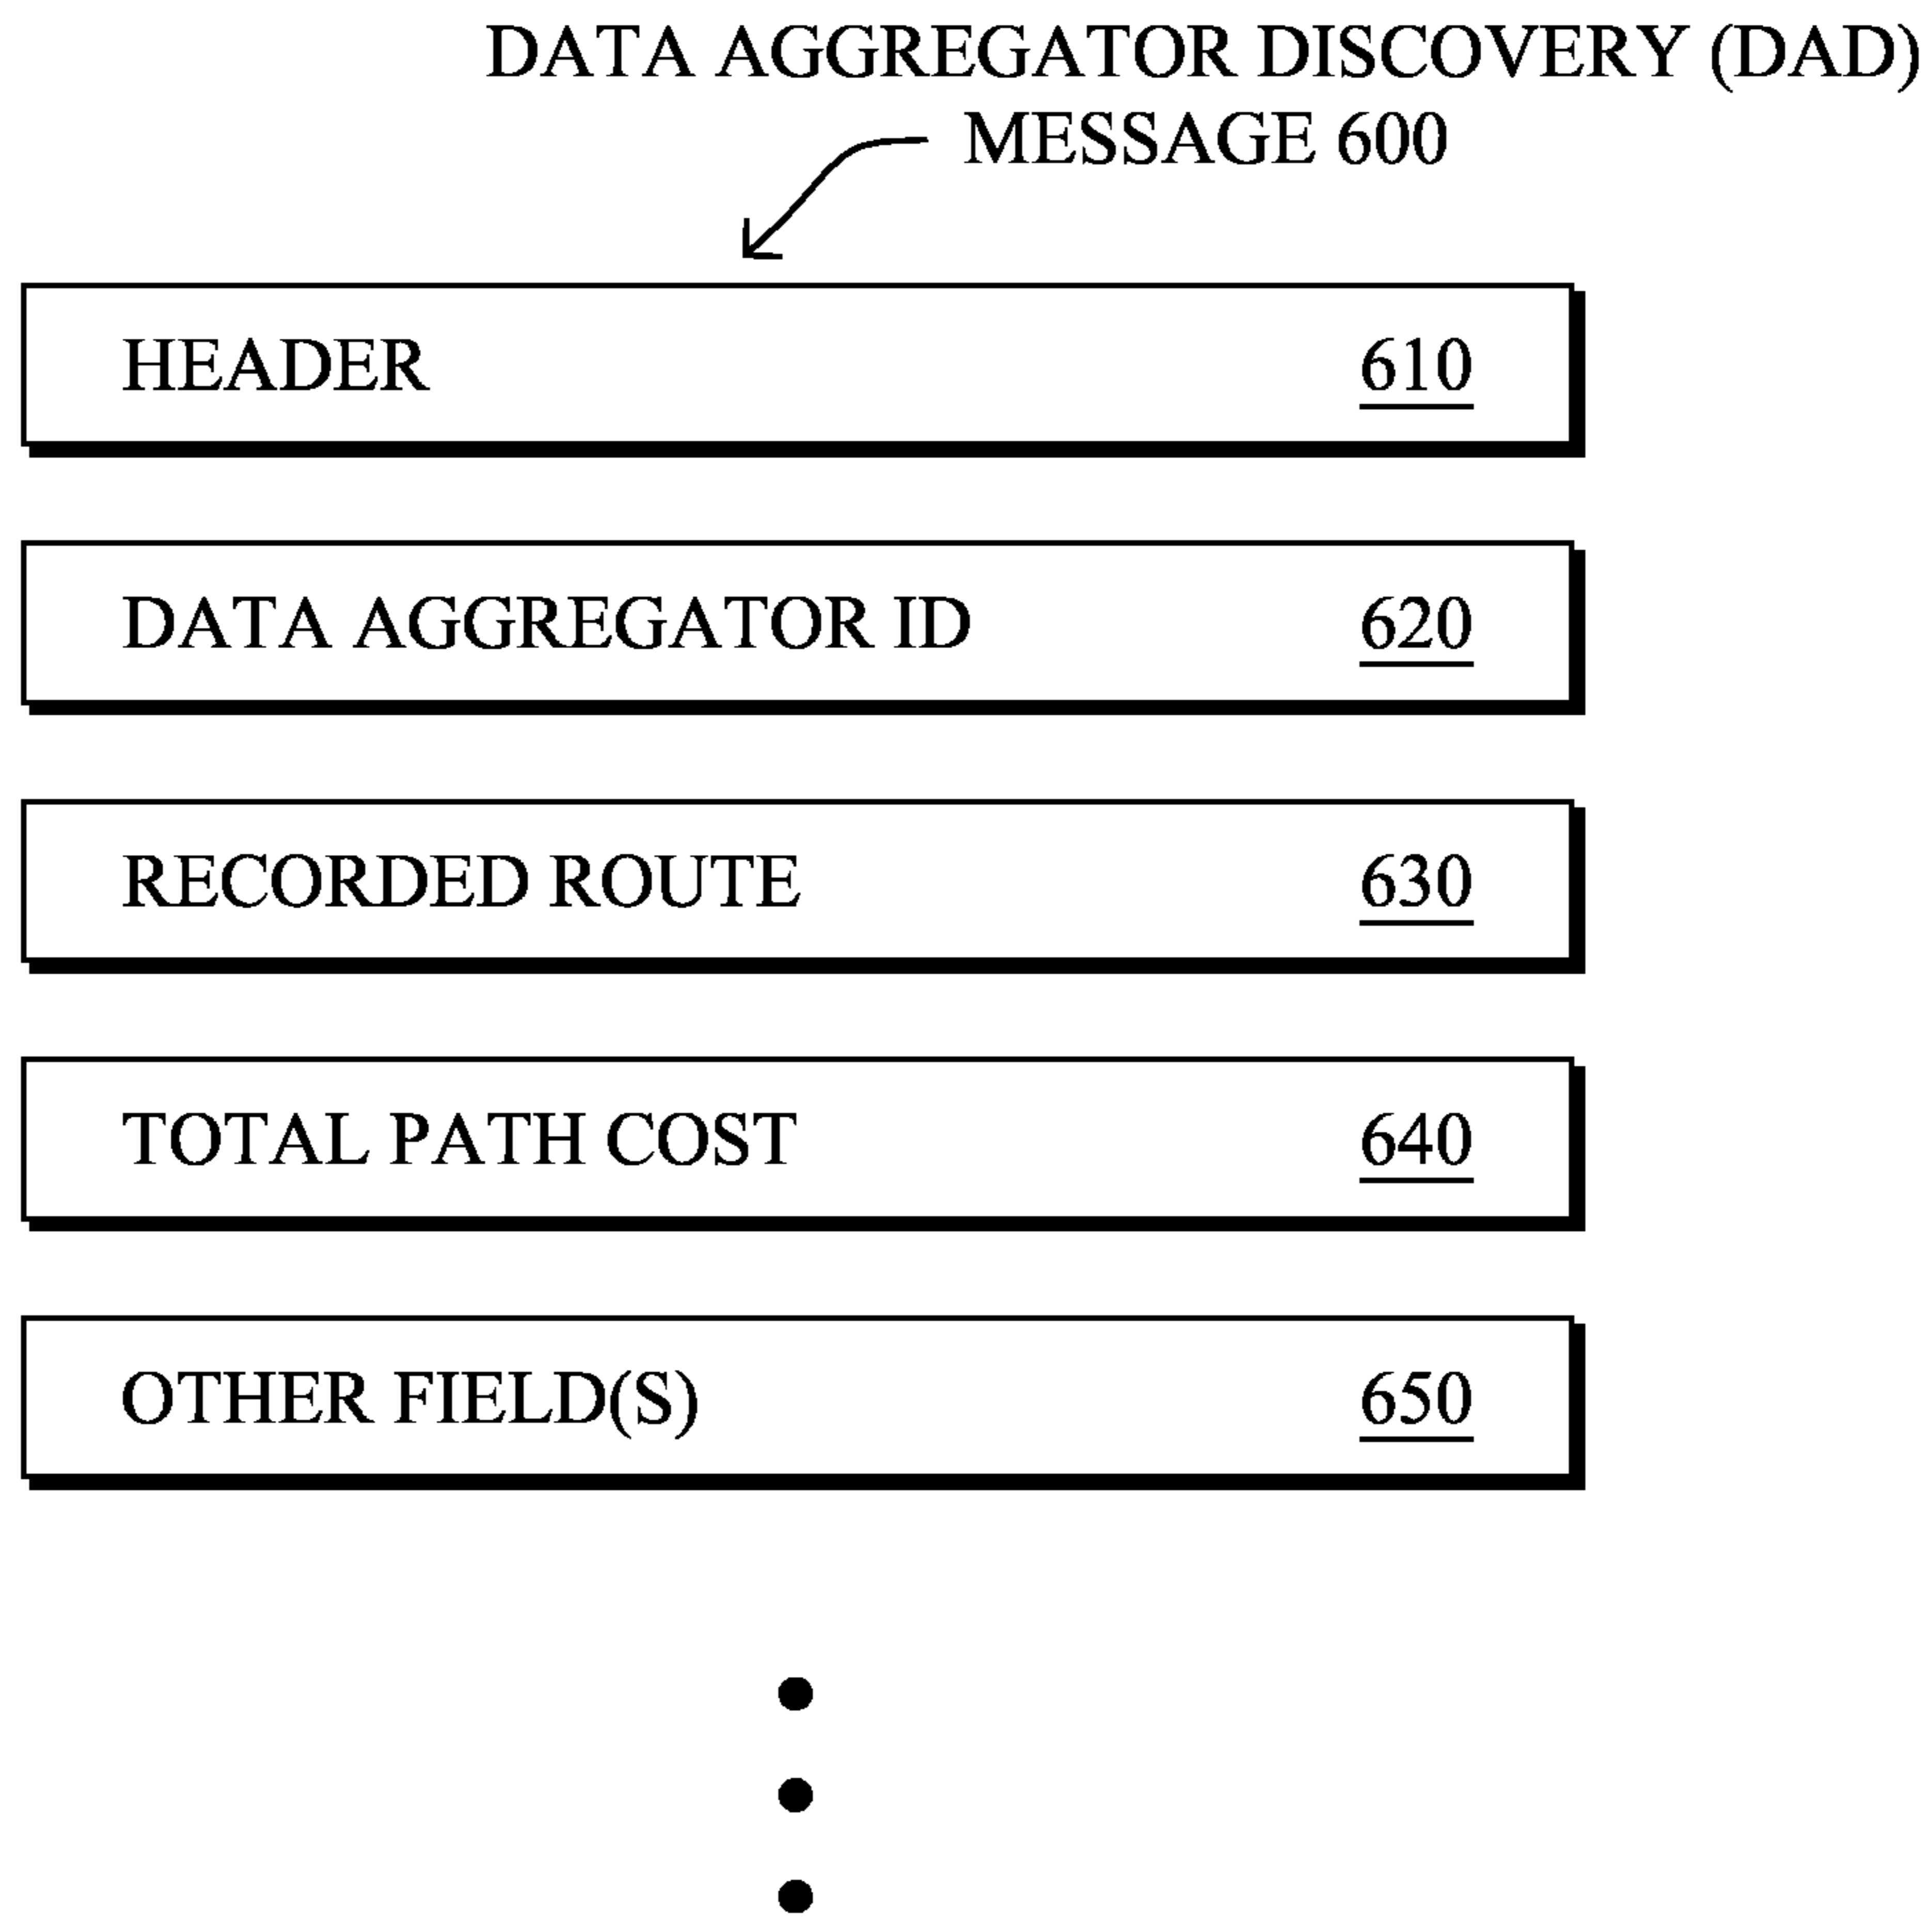 DATA AGGREGATOR DISCOVERY (DAD)
MESSAGE 600
HEADER 610
DATA AGGREGATOR ID 620
RECORDED ROUTE 630
TOTAL PATH COST 640
OTHER FIELD(S) 650